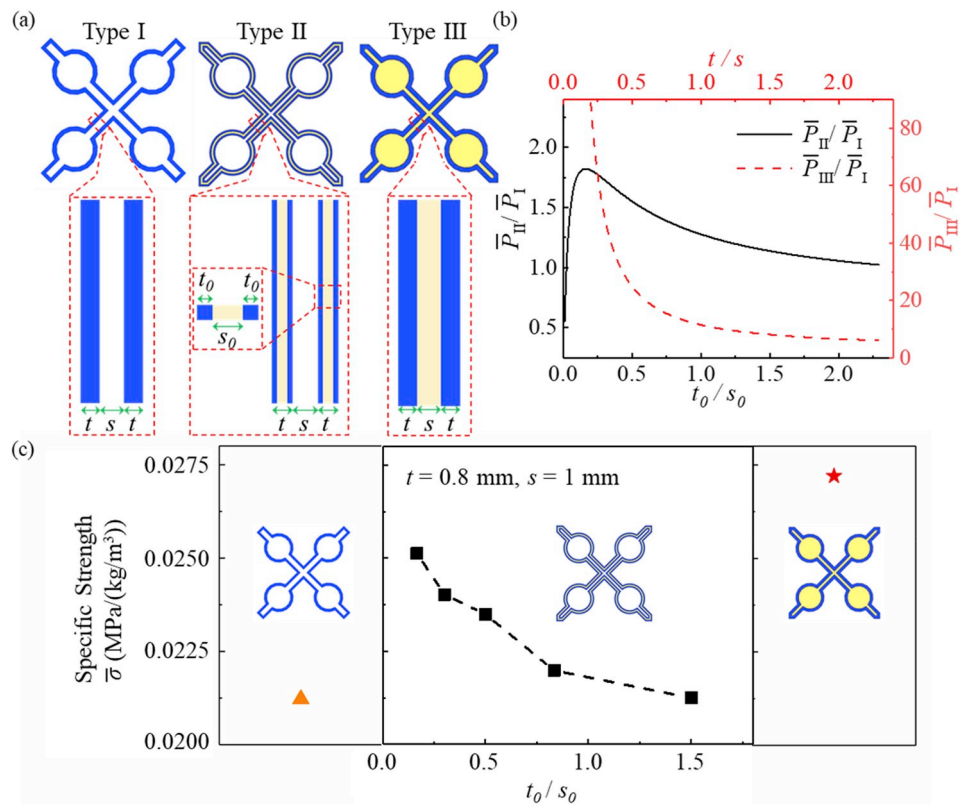 (a)
Type I
Type II
Type III
t0
t0
s0
t s t
t s t
t s t
(b)
t / s
0.0 0.5 1.0 1.5 2.0
P̅II/ P̅I
P̅III/ P̅I
2.0
1.5
1.0
0.5
P̅II/ P̅I
80
60
40
20
0
P̅III/ P̅I
0.0 0.5 1.0 1.5 2.0
t0 / s0
(c)
t = 0.8 mm, s = 1 mm
0.0275
0.0250
0.0225
0.0200
Specific Strength
σ̅ (MPa/(kg/m³))
0.0 0.5 1.0 1.5
t0 / s0